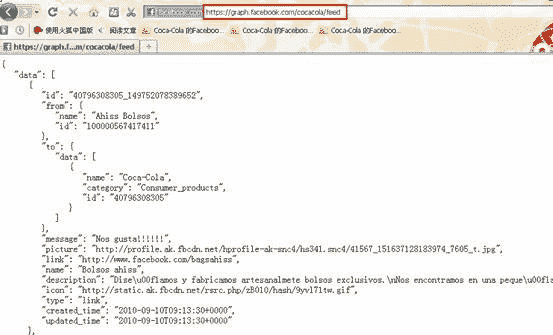 facebook.com https://graph.facebook.com/cocacola/feed
使用火狐中国版 阅读文章 Coca-Cola 的Faceboo... Coca-Cola 的Faceboo... Coca-Cola 的Faceboo...
https://graph.f...m/cocacola/feed
{
"data": [
{
"id": "40796308305_149752078389652",
"from": {
"name": "Ahiss Bolsos",
"id": "100000567417411"
},
"to": {
"data": [
{
"name": "Coca-Cola",
"category": "Consumer_products",
"id": "40796308305"
}
]
},
"message": "Nos gusta!!!!!",
"picture": "http://profile.ak.fbcdn.net/hprofile-ak-snc4/hs341.snc4/41567_151637128183974_7605_t.jpg",
"link": "http://www.facebook.com/bagsahiss",
"name": "Bolsos ahiss",
"description": "Dise\u00f1amos y fabricamos artesanalmete bolsos exclusivos.\nNos encontramos en una peque\u00f1a
"icon": "http://static.ak.fbcdn.net/rsrc.php/zB010/hash/9yvl71tw.gif",
"type": "link",
"created_time": "2010-09-10T09:13:30+0000",
"updated_time": "2010-09-10T09:13:30+0000"
},